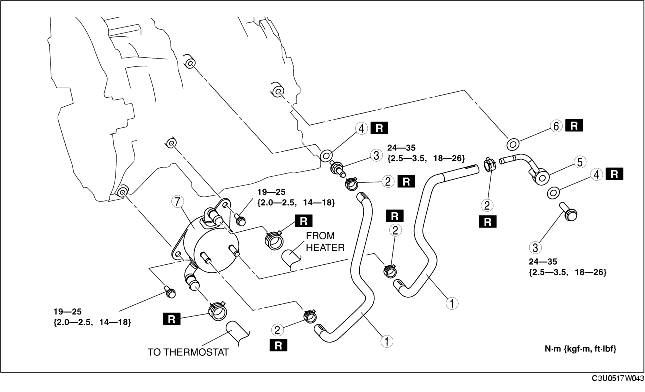 6 R
4 R
24—35
{2.5—3.5, 18—26}
3
5
2 R
4 R
19—25
{2.0—2.5, 14—18}
7
2
R
R
R
2
FROM
HEATER
3
24—35
{2.5—3.5, 18—26}
19—25
{2.0—2.5, 14—18}
1
R
2
R
1
TO THERMOSTAT
N·m {kgf·m, ft·lbf}
C3U0517W043